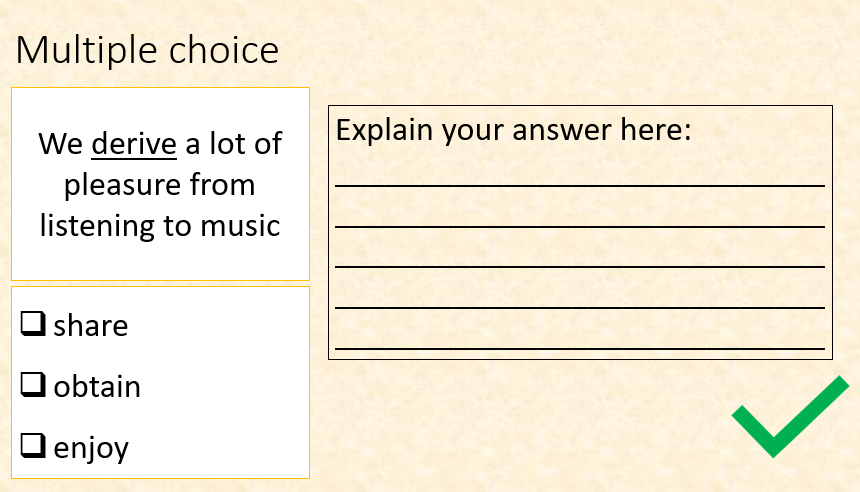 Multiple choice
We derive a lot of
pleasure from
listening to music
Explain your answer here:
share
obtain
enjoy